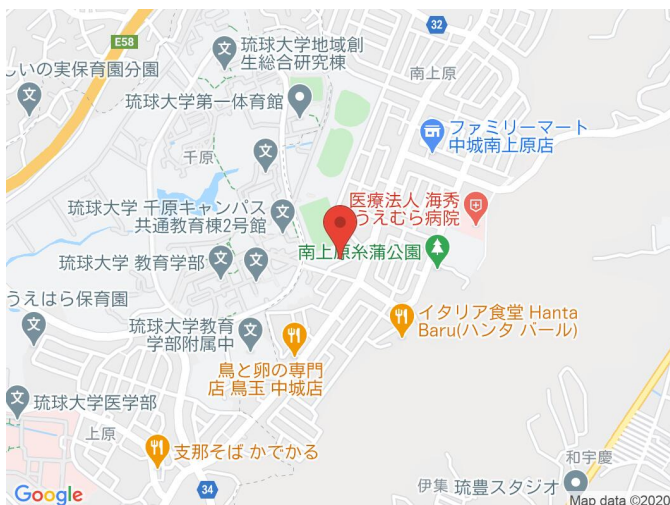 32
E58
琉球大学地域創
生総合研究棟
南上原
しいの実保育園分園
琉球大学第一体育館
ファミリーマート
中城南上原店
千原
医療法人 海秀
うえむら病院
琉球大学 千原キャンパス
共通教育棟2号館
南上原糸蒲公園
琉球大学 教育学部
うえはら保育園
イタリア食堂 Hanta
Baru(ハンタ バール)
琉球大学教育
学部附属中
鳥と卵の専門
店 鳥玉 中城店
琉球大学医学部
上原
支那そば かでかる
和宇慶
伊集
琉豊スタジオ
34
Google
Map data ©2020